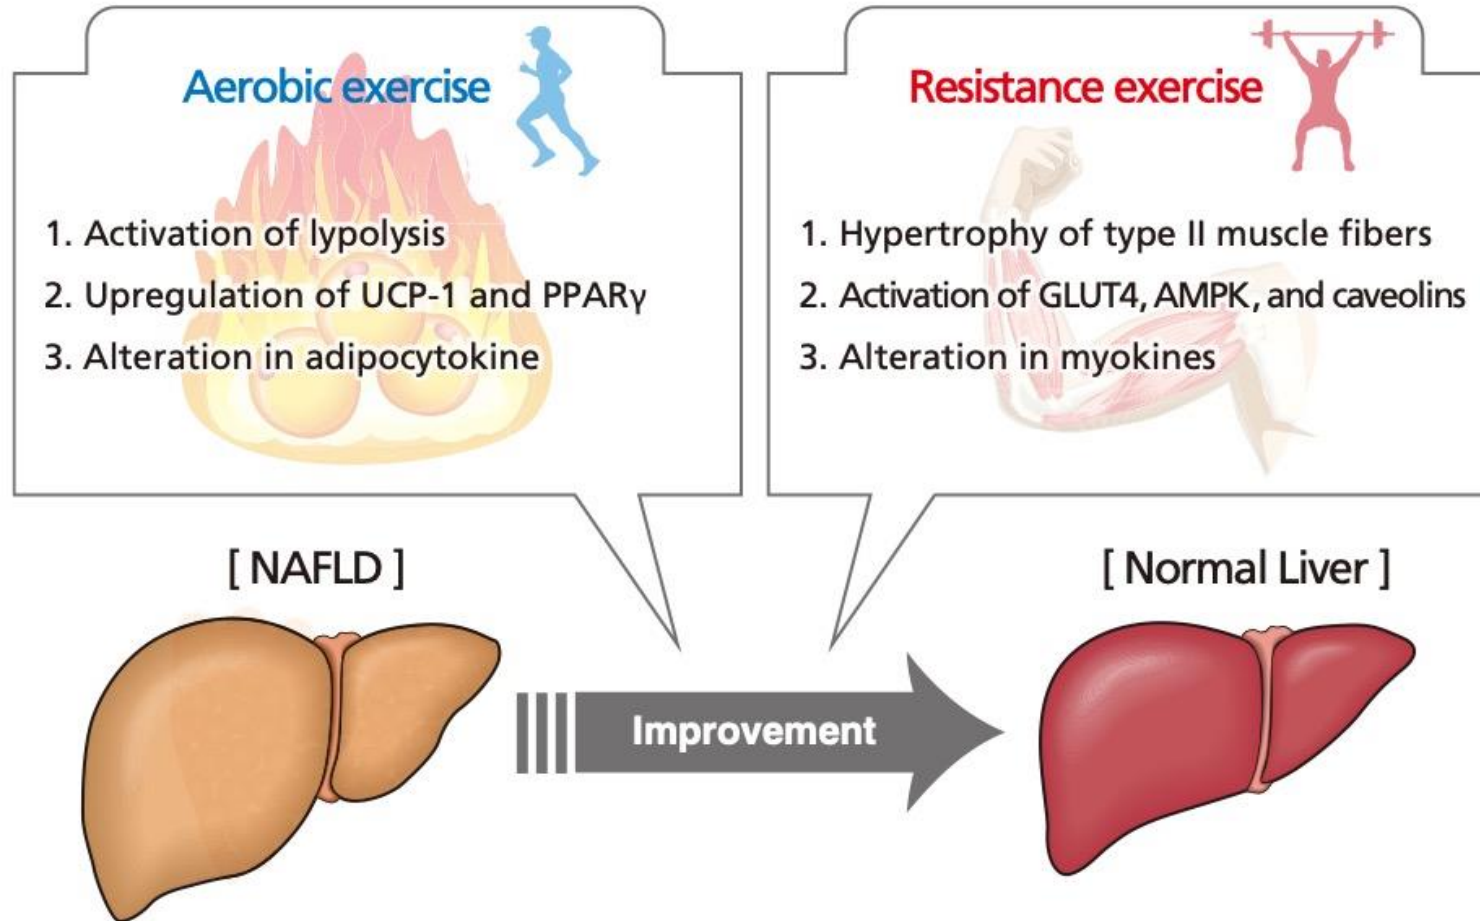 Aerobic exercise
1. Activation of lypolysis
2. Upregulation of UCP-1 and PPARγ
3. Alteration in adipocytokine
Resistance exercise
1. Hypertrophy of type II muscle fibers
2. Activation of GLUT4, AMPK, and caveolins
3. Alteration in myokines
[ NAFLD ]
[ Normal Liver ]
Improvement